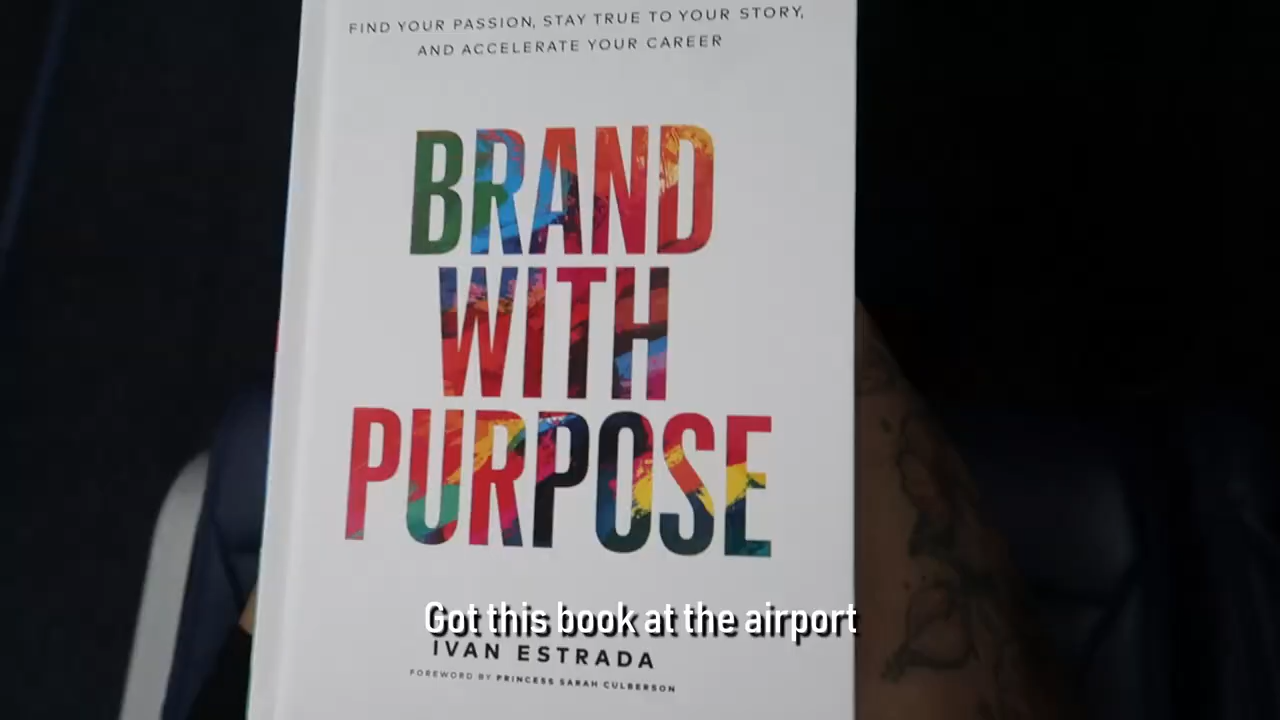 FIND YOUR PASSION, STAY TRUE TO YOUR STORY,
AND ACCELERATE YOUR CAREER
BRAND
WITH
PURPOSE
Got this book at the airport
IVAN ESTRADA
FOREWORD BY PRINCESS SARAH CULBERSON